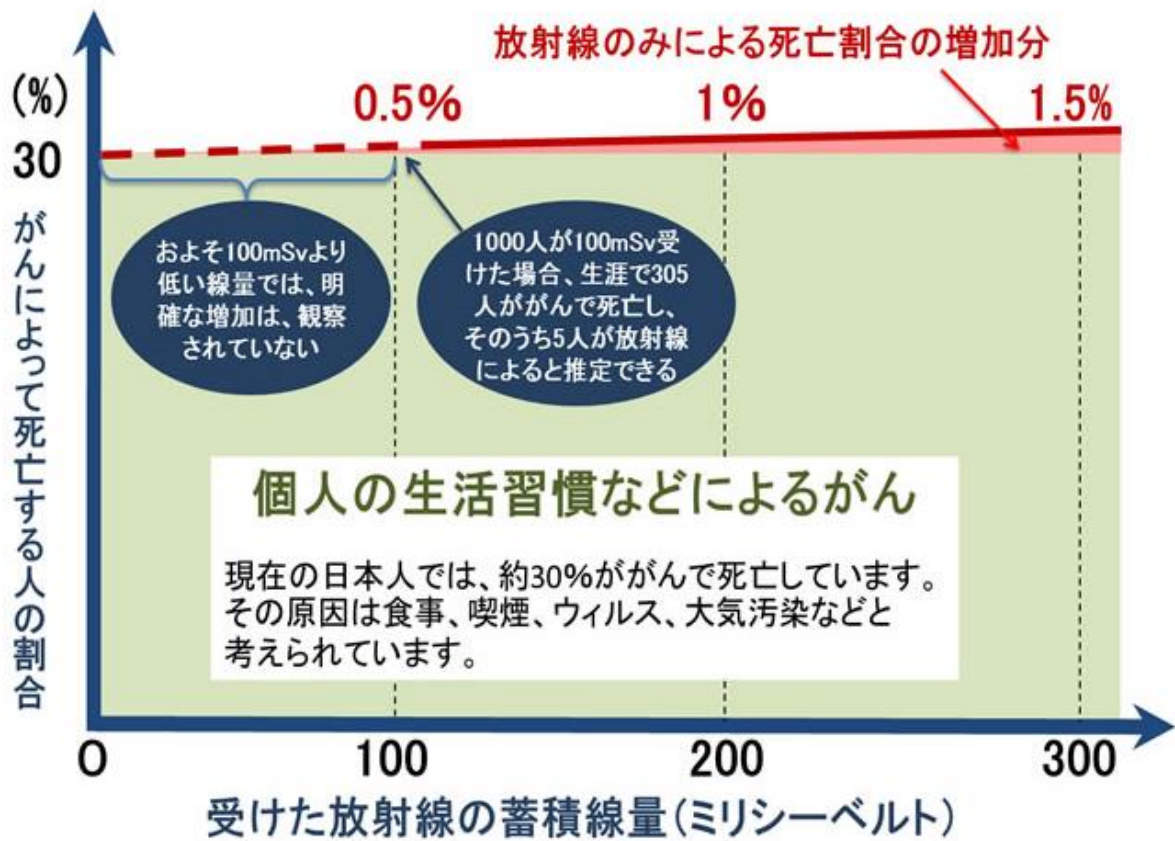 放射線のみによる死亡割合の増加分
(%)
0.5%
1%
1.5%
30
がんによって死亡する人の割合
およそ100mSvより
低い線量では、明
確な増加は、観察
されていない
1000人が100mSv受
けた場合、生涯で305
人ががんで死亡し、
そのうち5人が放射線
によると推定できる
個人の生活習慣などによるがん
現在の日本人では、約30%ががんで死亡しています。
その原因は食事、喫煙、ウィルス、大気汚染などと
考えられています。
0
100
200
300
受けた放射線の蓄積線量(ミリシーベルト)